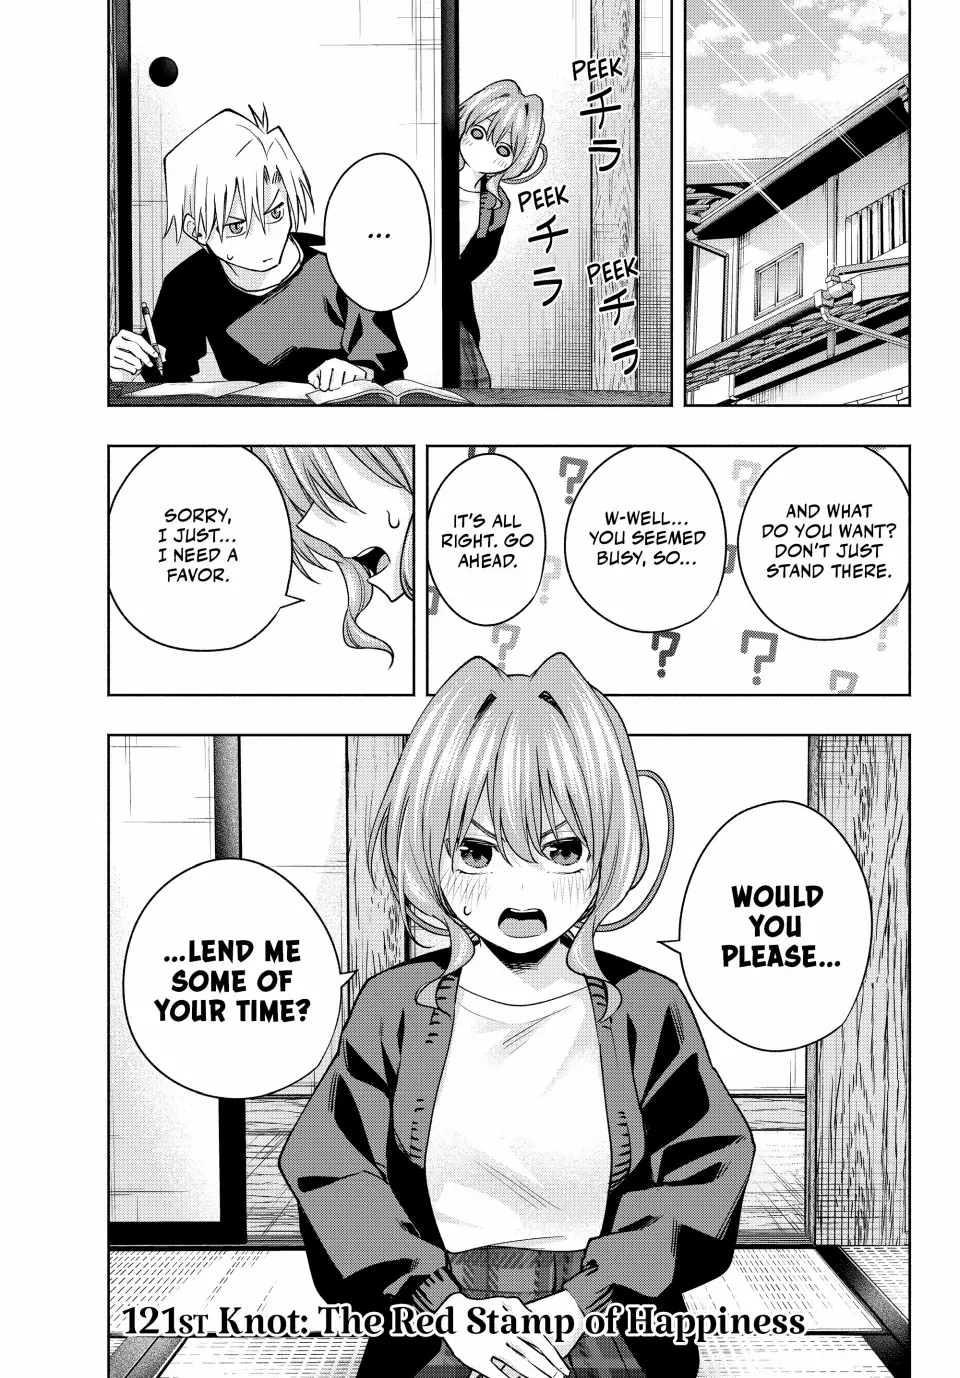 PEEK
チラ
PEEK
チラ
PEEK
チラ
...
AND WHAT
DO YOU WANT?
DON'T JUST
STAND THERE.
W-WELL...
YOU SEEMED
BUSY, SO...
IT'S ALL
RIGHT. GO
AHEAD.
?
?
?
?
?
?
?
SORRY,
I JUST...
I NEED A
FAVOR.
WOULD
YOU
PLEASE...
...LEND ME
SOME OF
YOUR TIME?
121ST KNOT: THE RED STAMP OF HAPPINESS